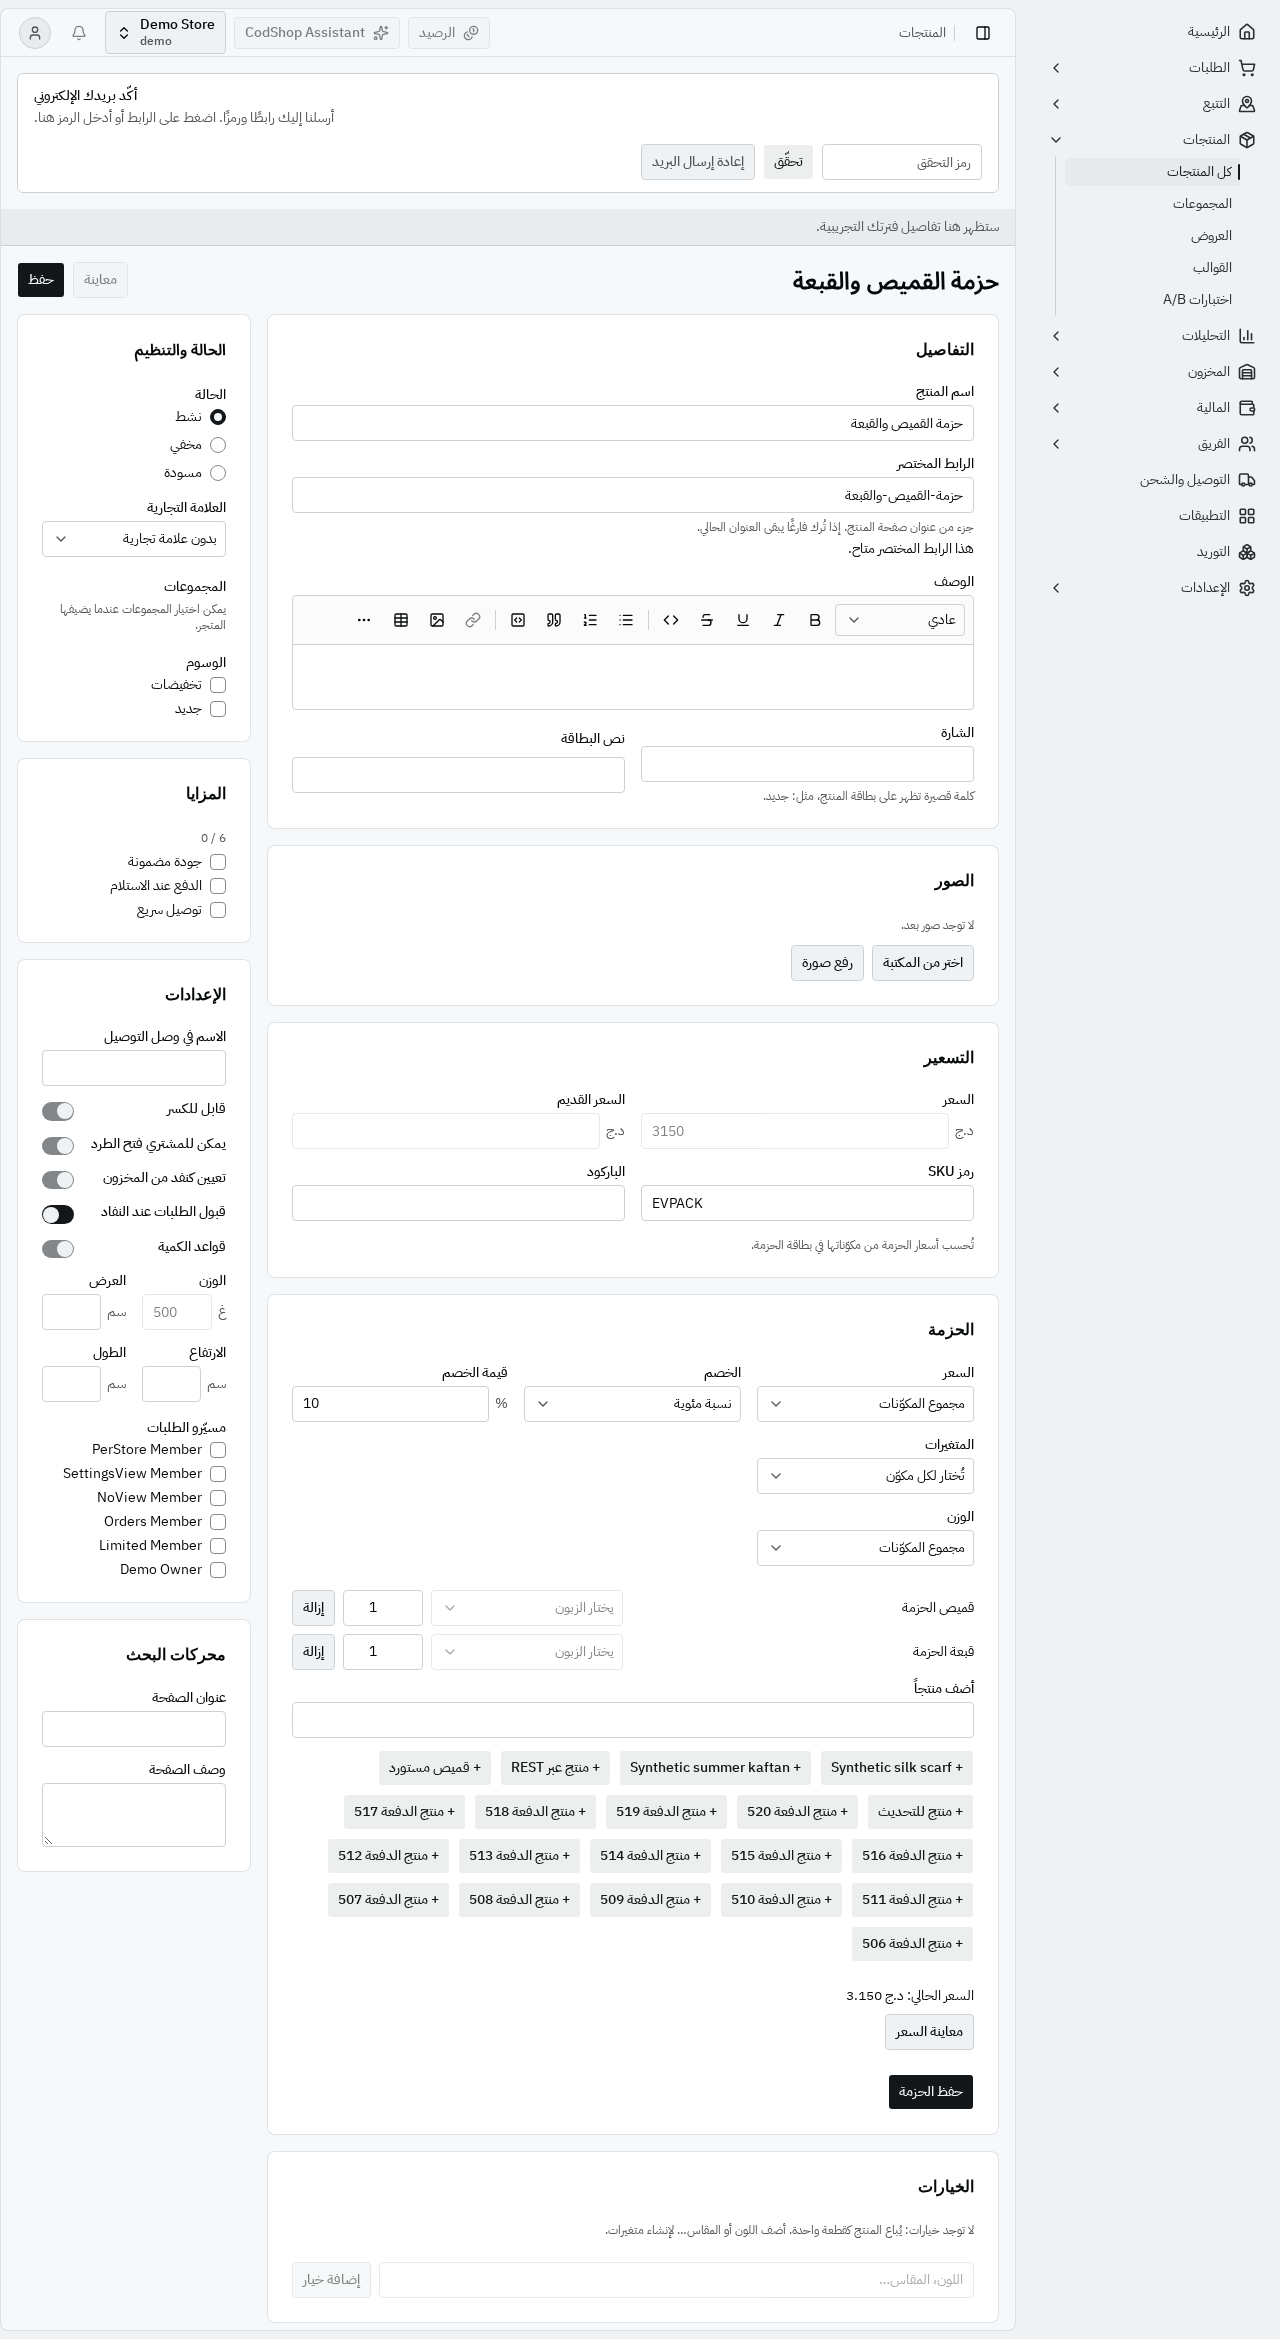 الرئيسية
الطلبات
التتبع
المنتجات
كل المنتجات
المجموعات
العروض
القوالب
اختبارات A/B
التحليلات
المخزون
المالية
الفريق
التوصيل والشحن
التطبيقات
التوريد
الإعدادات
المنتجات
الرصيد
CodShop Assistant
Demo Store
demo
أكّد بريدك الإلكتروني
أرسلنا إليك رابطًا ورمزًا. اضغط على الرابط أو أدخل الرمز هنا.
رمز التحقق
تحقّق
إعادة إرسال البريد
ستظهر هنا تفاصيل فترتك التجريبية.
حزمة القميص والقبعة
معاينة
حفظ
التفاصيل
اسم المنتج
حزمة القميص والقبعة
الرابط المختصر
حزمة-القميص-والقبعة
جزء من عنوان صفحة المنتج. إذا تُرك فارغًا يبقى العنوان الحالي.
هذا الرابط المختصر متاح.
الوصف
عادي
الشارة
كلمة قصيرة تظهر على بطاقة المنتج، مثل: جديد.
نص البطاقة
الصور
لا توجد صور بعد.
اختر من المكتبة
رفع صورة
التسعير
السعر
د.ج
3150
السعر القديم
د.ج
رمز SKU
EVPACK
الباركود
تُحسب أسعار الحزمة من مكوّناتها في بطاقة الحزمة.
الحزمة
السعر
مجموع المكوّنات
الخصم
نسبة مئوية
قيمة الخصم
%
10
المتغيرات
تُختار لكل مكوّن
الوزن
مجموع المكوّنات
قميص الحزمة
يختار الزبون
1
إزالة
قبعة الحزمة
يختار الزبون
1
إزالة
أضف منتجاً
+ Synthetic silk scarf
+ Synthetic summer kaftan
+ منتج عبر REST
+ قميص مستورد
+ منتج للتحديث
+ منتج الدفعة 520
+ منتج الدفعة 519
+ منتج الدفعة 518
+ منتج الدفعة 517
+ منتج الدفعة 516
+ منتج الدفعة 515
+ منتج الدفعة 514
+ منتج الدفعة 513
+ منتج الدفعة 512
+ منتج الدفعة 511
+ منتج الدفعة 510
+ منتج الدفعة 509
+ منتج الدفعة 508
+ منتج الدفعة 507
+ منتج الدفعة 506
السعر الحالي: د.ج 3.150
معاينة السعر
حفظ الحزمة
الخيارات
لا توجد خيارات: يُباع المنتج كقطعة واحدة. أضف اللون أو المقاس… لإنشاء متغيرات.
اللون، المقاس…
إضافة خيار
الحالة والتنظيم
الحالة
نشط
مخفي
مسودة
العلامة التجارية
بدون علامة تجارية
المجموعات
يمكن اختيار المجموعات عندما يضيفها
المتجر.
الوسوم
تخفيضات
جديد
المزايا
0 / 6
جودة مضمونة
الدفع عند الاستلام
توصيل سريع
الإعدادات
الاسم في وصل التوصيل
قابل للكسر
يمكن للمشتري فتح الطرد
تعيين كنفد من المخزون
قبول الطلبات عند النفاد
قواعد الكمية
الوزن
غ
500
العرض
سم
الارتفاع
سم
الطول
سم
مسيّرو الطلبات
PerStore Member
SettingsView Member
NoView Member
Orders Member
Limited Member
Demo Owner
محركات البحث
عنوان الصفحة
وصف الصفحة